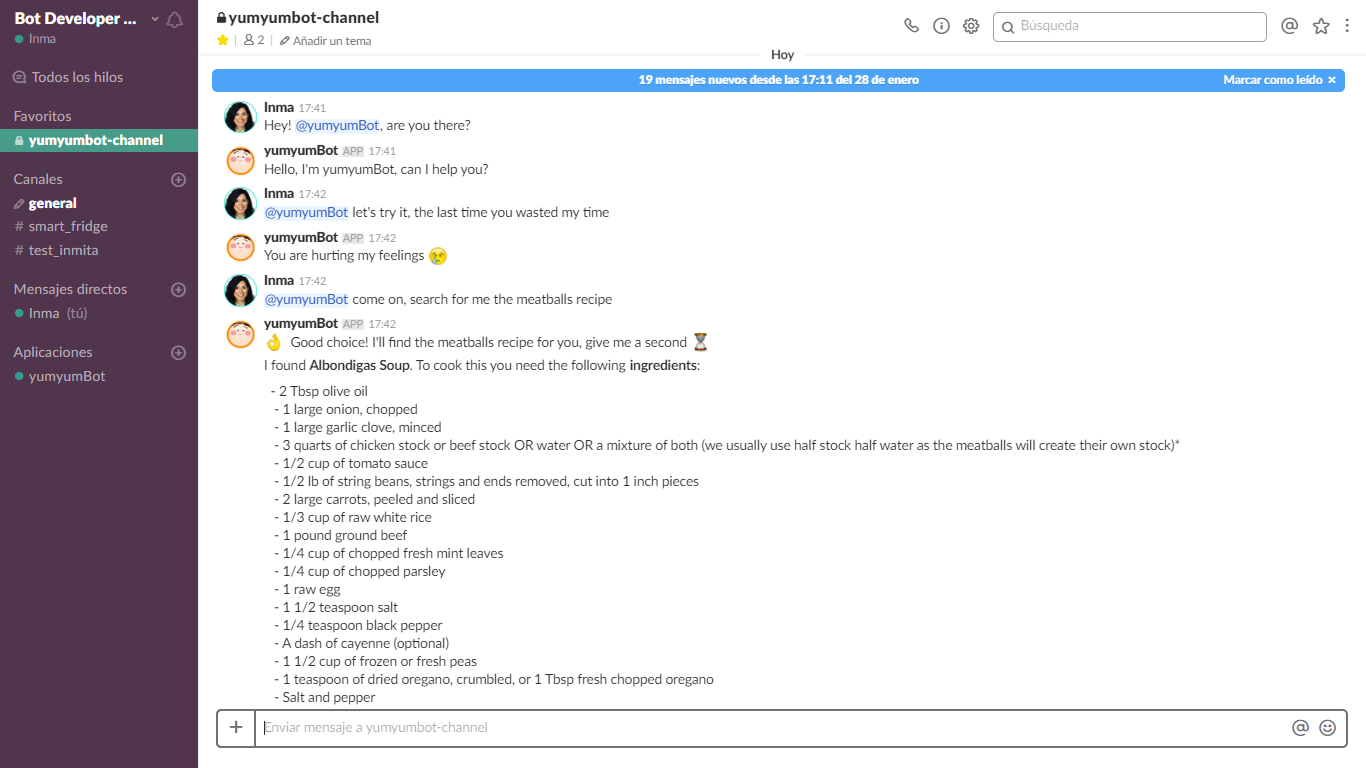 Bot Developer ...
Inma
Todos los hilos
Favoritos
yumyumbot-channel
Canales
general
# smart_fridge
# test_inmita
Mensajes directos
Inma (tú)
Aplicaciones
yumyumBot
yumyumbot-channel
2 | Añadir un tema
Búsqueda
Hoy
19 mensajes nuevos desde las 17:11 del 28 de enero Marcar como leído ×
Inma 17:41
Hey! @yumyumBot, are you there?
yumyumBot APP 17:41
Hello, I'm yumyumBot, can I help you?
Inma 17:42
@yumyumBot let's try it, the last time you wasted my time
yumyumBot APP 17:42
You are hurting my feelings
Inma 17:42
@yumyumBot come on, search for me the meatballs recipe
yumyumBot APP 17:42
Good choice! I'll find the meatballs recipe for you, give me a second
I found Albondigas Soup. To cook this you need the following ingredients:
- 2 Tbsp olive oil
- 1 large onion, chopped
- 1 large garlic clove, minced
- 3 quarts of chicken stock or beef stock OR water OR a mixture of both (we usually use half stock half water as the meatballs will create their own stock)*
- 1/2 cup of tomato sauce
- 1/2 lb of string beans, strings and ends removed, cut into 1 inch pieces
- 2 large carrots, peeled and sliced
- 1/3 cup of raw white rice
- 1 pound ground beef
- 1/4 cup of chopped fresh mint leaves
- 1/4 cup of chopped parsley
- 1 raw egg
- 1 1/2 teaspoon salt
- 1/4 teaspoon black pepper
- A dash of cayenne (optional)
- 1 1/2 cup of frozen or fresh peas
- 1 teaspoon of dried oregano, crumbled, or 1 Tbsp fresh chopped oregano
- Salt and pepper
Enviar mensaje a yumyumbot-channel